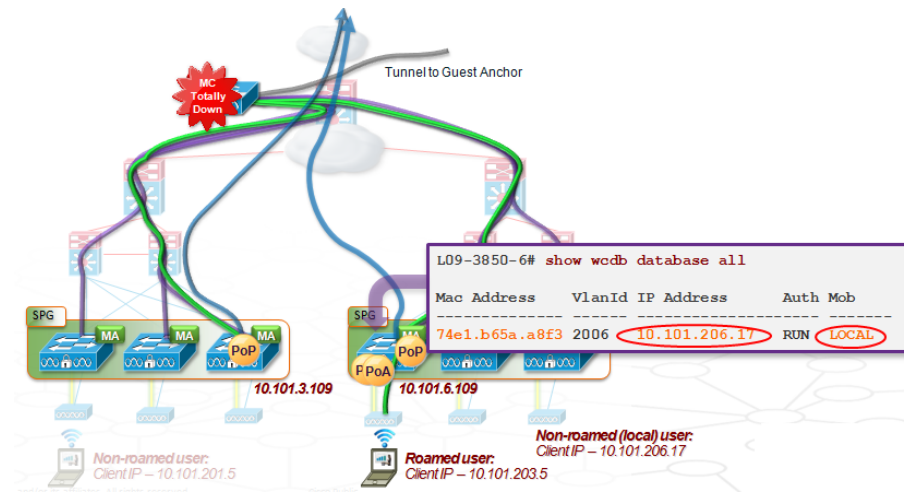 Tunnel to Guest Anchor
MC
Totally
Down
L09-3850-6# show wcdb database all
Mac Address VlanId IP Address Auth Mob
-------------- ------ --------------- -------- -------
74e1.b65a.a8f3 2006 10.101.206.17 RUN LOCAL
SPG
MA
MA
MA
PoP
10.101.3.109
SPG
MA
PoP
P
PoA
10.101.6.109
Non-roamed user:
Client IP – 10.101.201.5
Roamed user:
Client IP – 10.101.203.5
Non-roamed (local) user:
Client IP – 10.101.206.17